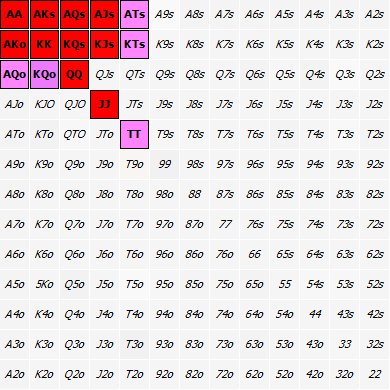 AA AKs AQs AJs ATs A9s A8s A7s A6s A5s A4s A3s A2s
AKo KK KQs KJs KTs K9s K8s K7s K6s K5s K4s K3s K2s
AQo KQo QQ QJs QTs Q9s Q8s Q7s Q6s Q5s Q4s Q3s Q2s
AJo KJO QJO JJ JTs J9s J8s J7s J6s J5s J4s J3s J2s
ATo KTo QTO JTo TT T9s T8s T7s T6s T5s T4s T3s T2s
A9o K9o Q9o J9o T9o 99 98s 97s 96s 95s 94s 93s 92s
A8o K8o Q8o J8o T8o 98o 88 87s 86s 85s 84s 83s 82s
A7o K7o Q7o J7o T7o 97o 87o 77 76s 75s 74s 73s 72s
A6o K6o Q6o J6o T6o 96o 86o 76o 66 65s 64s 63s 62s
A5o 5Ko Q5o J5o T5o 95o 85o 75o 65o 55 54s 53s 52s
A4o K4o Q4o J4o T4o 94o 84o 74o 64o 54o 44 43s 42s
A3o K3o Q3o J3o T3o 93o 83o 73o 63o 53o 43o 33 32s
A2o K2o Q2o J2o T2o 92o 82o 72o 62o 52o 42o 32o 22